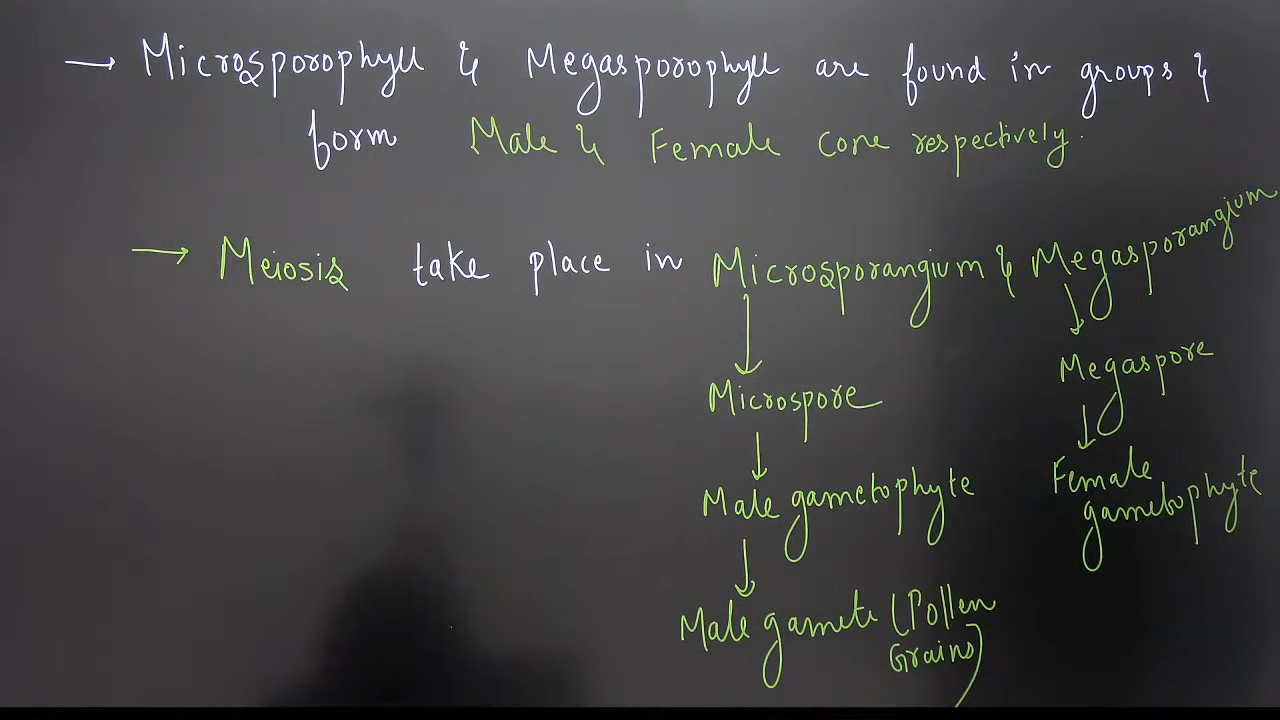 → Microsporophyll & Megasporophyll are found in groups &
form Male & Female cone respectively.
→ Meiosis take place in Microsporangium & Megasporangium
Microspore
Megaspore
Male gametophyte
Female
gametophyte
Male gamete (Pollen
Grains)